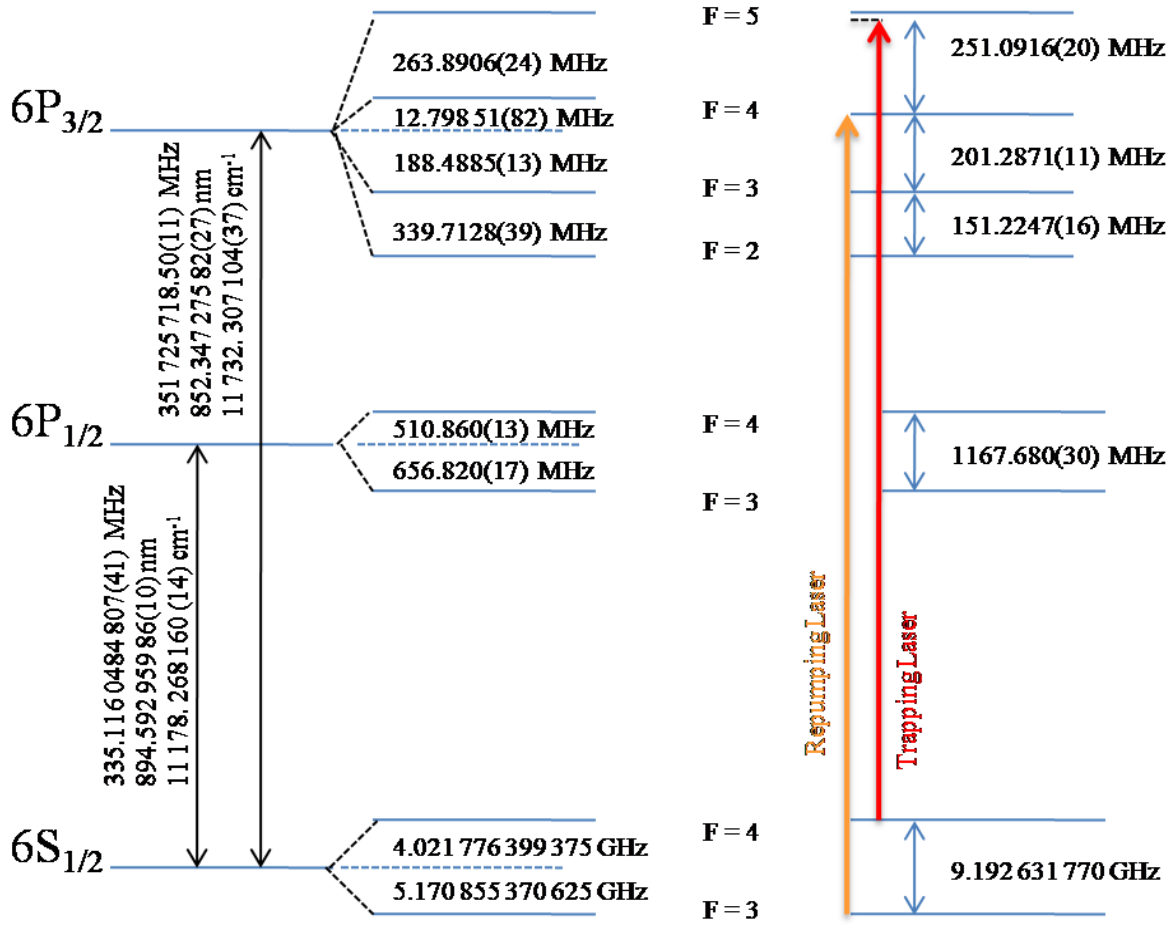 6P3/2
351 725 718.50(11) MHz
852.347 275 82(27) nm
11 732. 307 104(37) cm-1
263.8906(24) MHz
12.798 51(82) MHz
188.4885(13) MHz
339.7128(39) MHz
F = 5
F = 4
F = 3
F = 2
251.0916(20) MHz
201.2871(11) MHz
151.2247(16) MHz
6P1/2
335.116 0484 807(41) MHz
894.592 959 86(10) nm
11 178. 268 160 (14) cm-1
510.860(13) MHz
656.820(17) MHz
F = 4
F = 3
1167.680(30) MHz
Repumping Laser
Trapping Laser
6S1/2
4.021 776 399 375 GHz
5.170 855 370 625 GHz
F = 4
F = 3
9.192 631 770 GHz